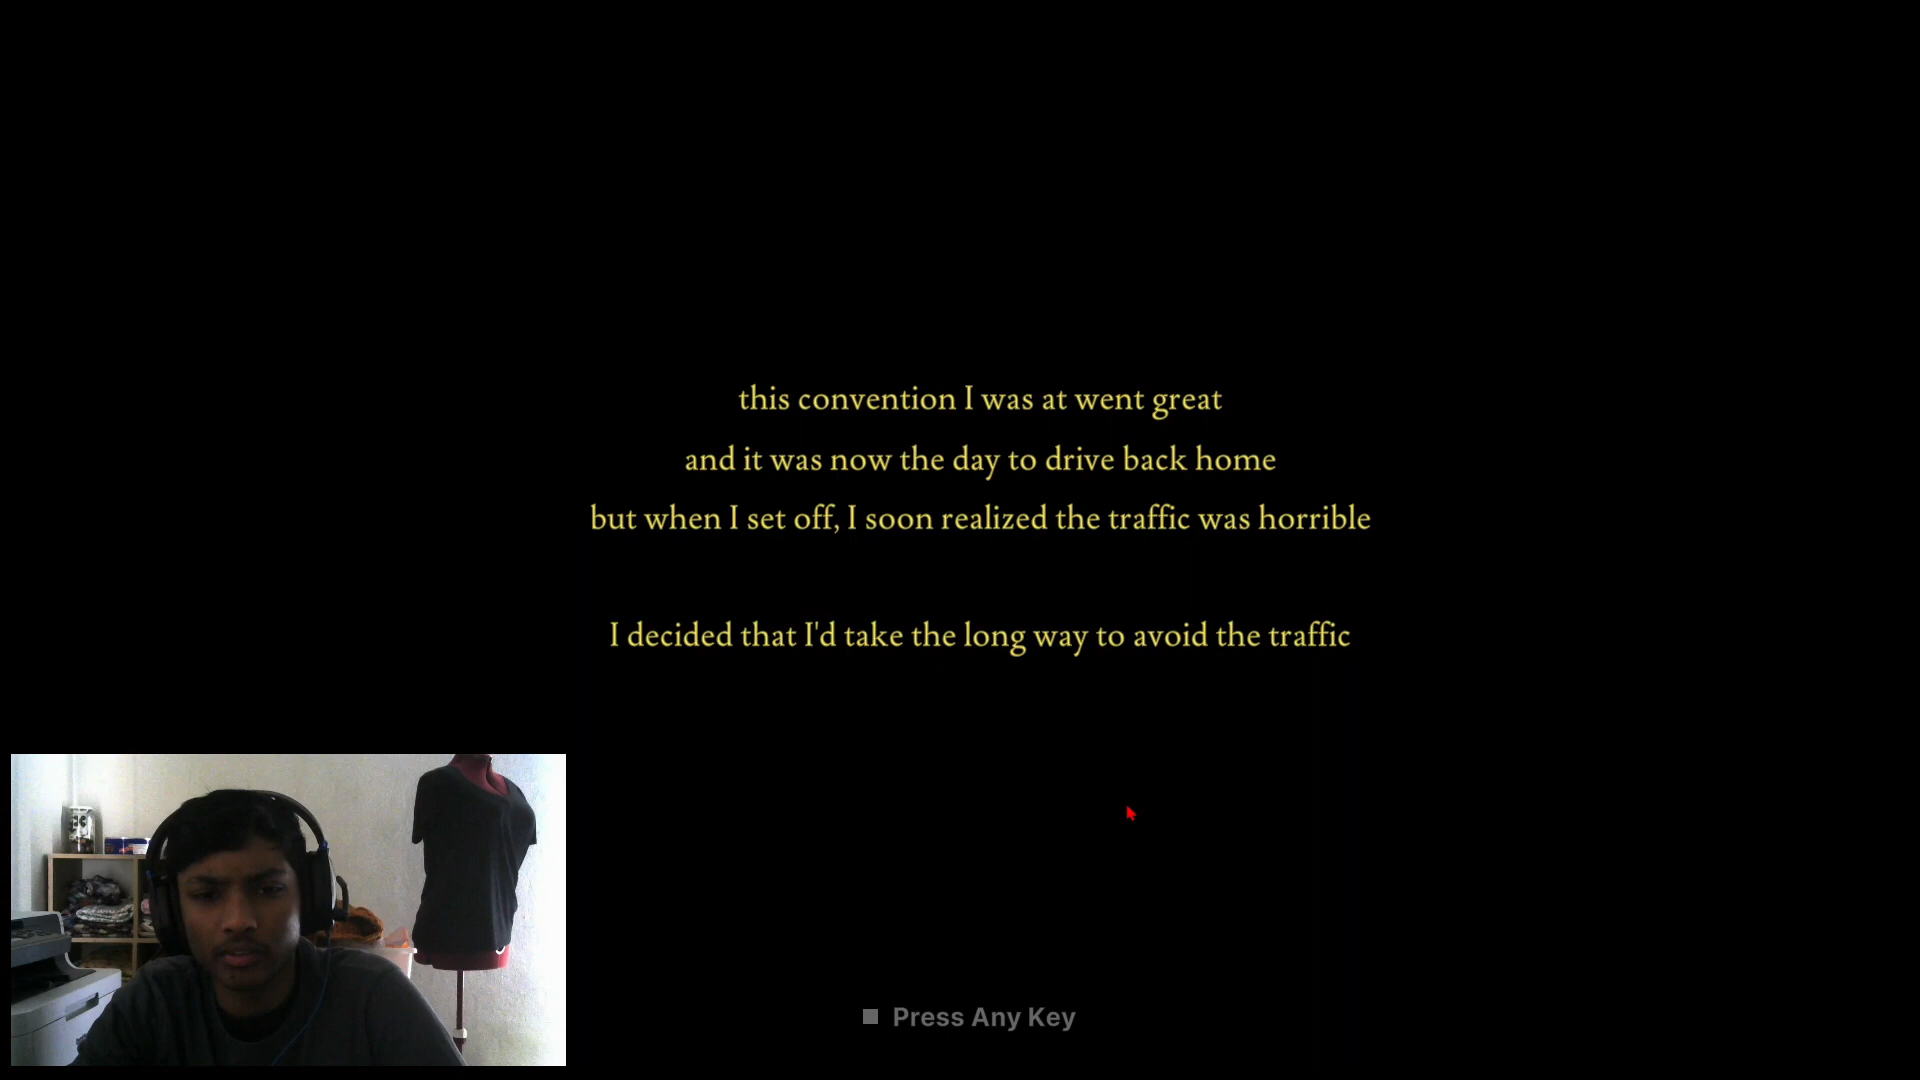 this convention I was at went great
and it was now the day to drive back home
but when I set off, I soon realized the traffic was horrible
I decided that I'd take the long way to avoid the traffic
Press Any Key